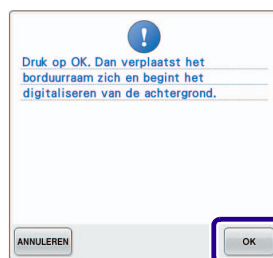 Druk op OK. Dan verplaatst het
borduurraam zich en begint het
digitaliseren van de achtergrond.
ANNULEREN
OK